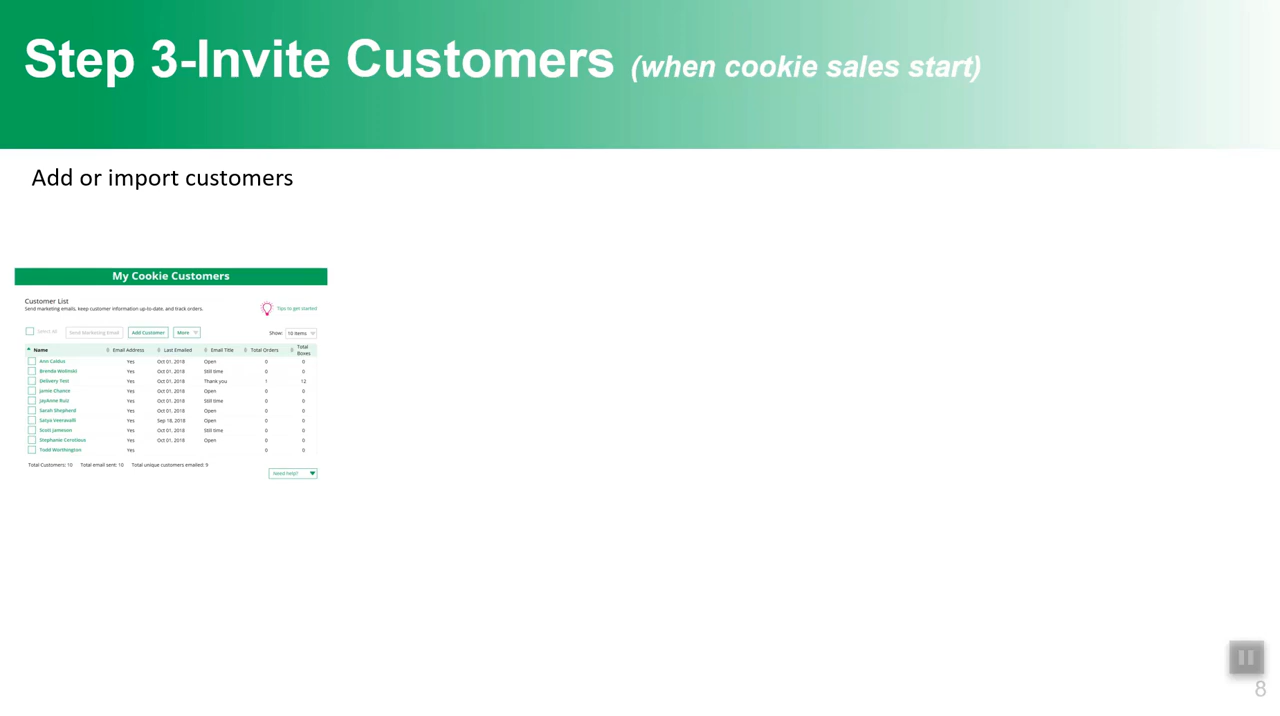 Step 3-Invite Customers (when cookie sales start)
Add or import customers
My Cookie Customers
Customer List
Send marketing emails, keep customer information up-to-date, and track orders.
Tips to get started
Select All Send Marketing Email Add Customer More Show: 10 items
Name Email Address Last Emailed Email Title Total Orders Total Boxes
Ann Caldus Yes Oct 01, 2018 Open 0 0
Brenda Wolinski Yes Oct 01, 2018 Still time 0 0
Delivery Test Yes Oct 01, 2018 Thank you 1 12
Jamie Chance Yes Oct 01, 2018 Open 0 0
JayAnne Ruiz Yes Oct 01, 2018 Still time 0 0
Sarah Shepherd Yes Oct 01, 2018 Open 0 0
Satya Veeravalli Yes Sep 18, 2018 Open 0 0
Scott Jameson Yes Oct 01, 2018 Still time 0 0
Stephanie Yes Oct 01, 2018 Open 0 0
Todd Worthington Yes 0 0
Total Customers: 10 Total email sent: 10 Total unique customers emailed: 9
Need help?
8